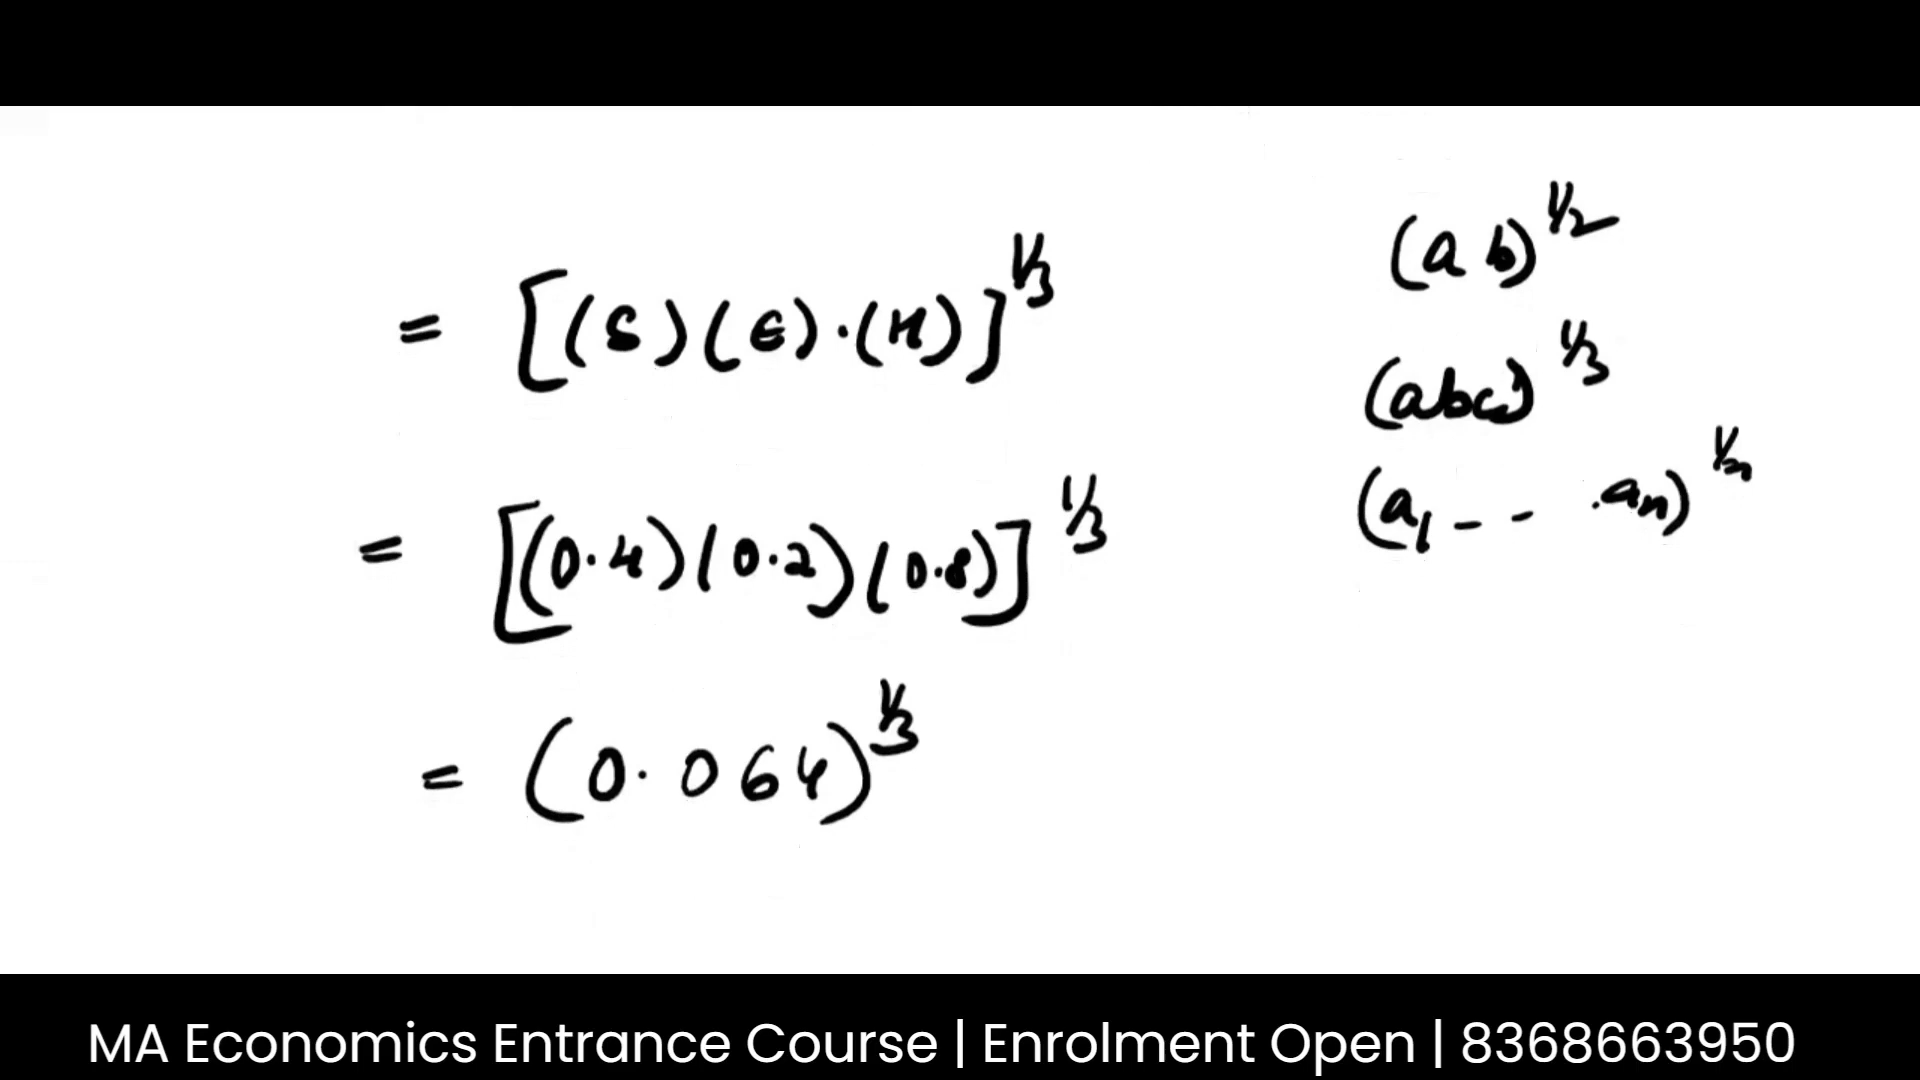 = [(S)(E)·(H)]^1/3
= [(0.4)(0.2)(0.8)]^1/3
= (0.064)^1/3
(a b)^1/2
(abc)^1/3
(a1 - - .an)^1/n
MA Economics Entrance Course | Enrolment Open | 8368663950